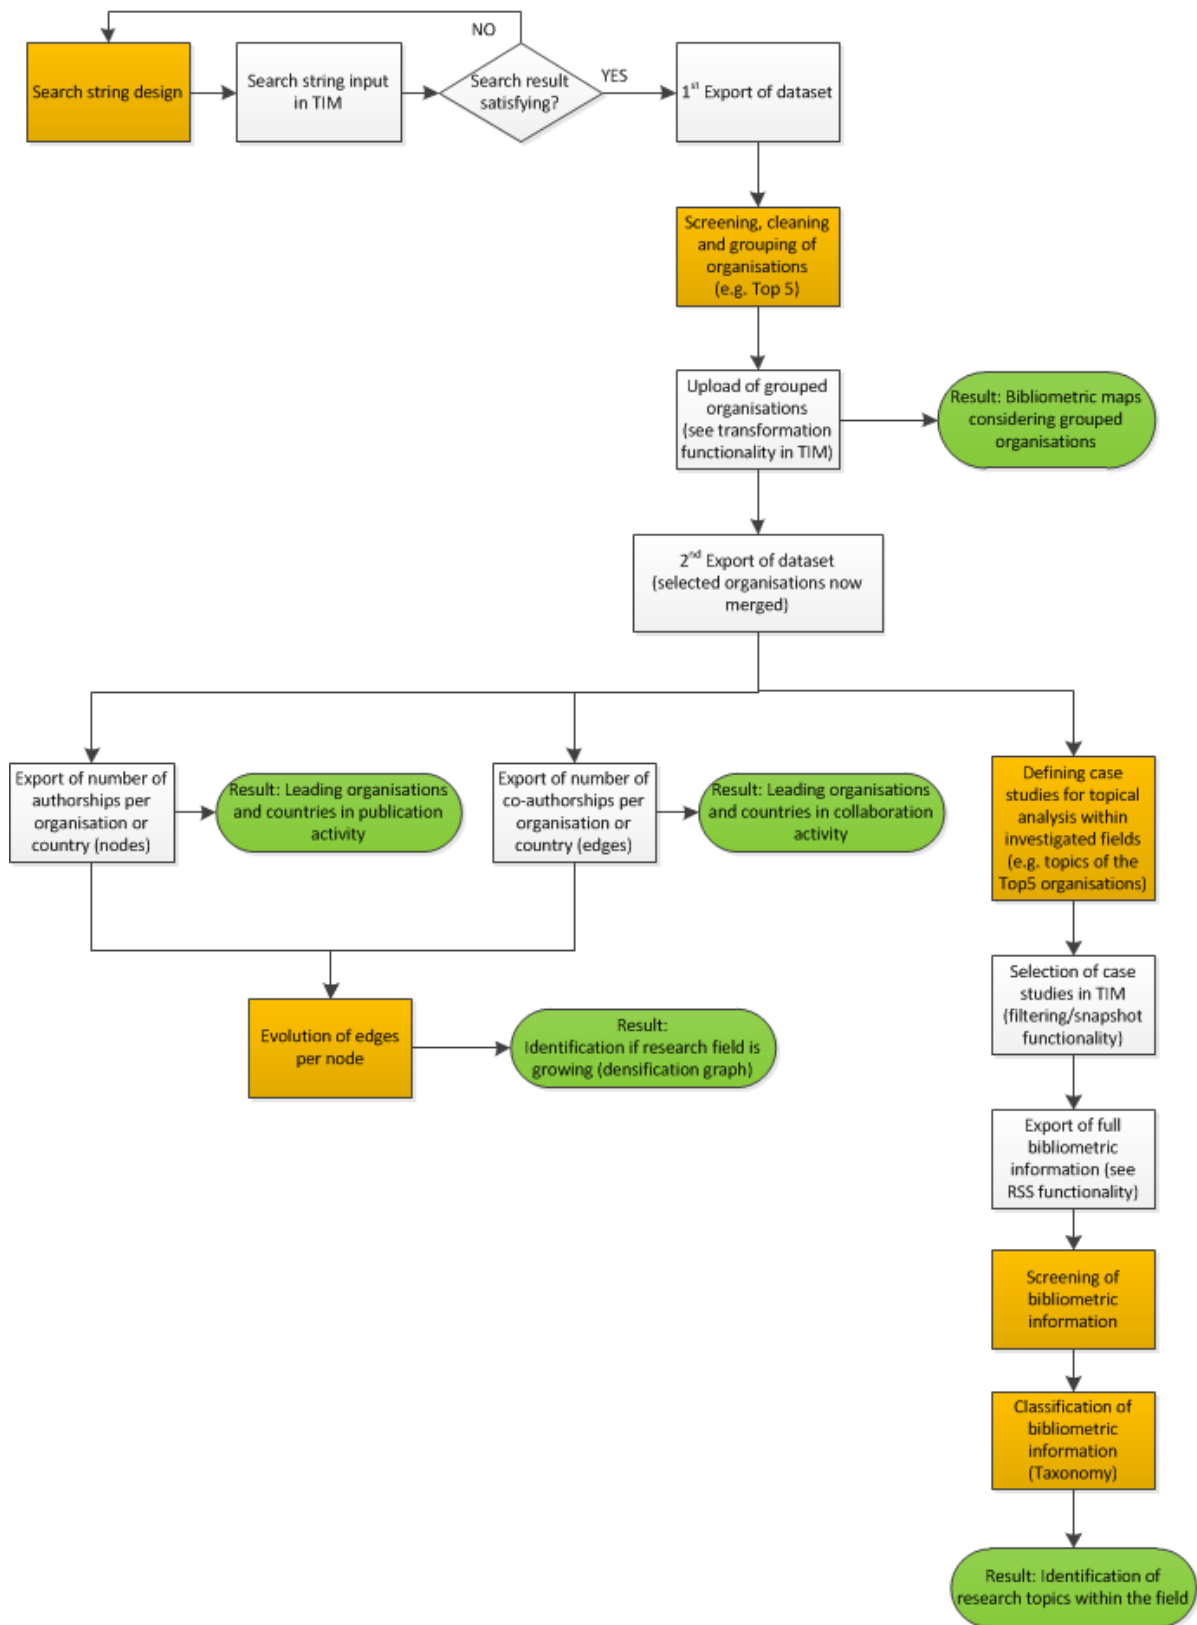 NO
Search string design
Search string input
in TIM
Search result
satisfying?
YES
1st Export of dataset
Screening, cleaning
and grouping of
organisations
(e.g. Top 5)
Upload of grouped
organisations
(see transformation
functionality in TIM)
Result: Bibliometric maps
considering grouped
organisations
2nd Export of dataset
(selected organisations now
merged)
Export of number of
authorships per
organisation or
country (nodes)
Result: Leading organisations
and countries in publication
activity
Export of number of
co-authorships per
organisation or
country (edges)
Result: Leading organisations
and countries in collaboration
activity
Defining case
studies for topical
analysis within
investigated fields
(e.g. topics of the
Top5 organisations)
Evolution of edges
per node
Result:
Identification if research field is
growing (densification graph)
Selection of case
studies in TIM
(filtering/snapshot
functionality)
Export of full
bibliometric
information (see
RSS functionality)
Screening of
bibliometric
information
Classification of
bibliometric
information
(Taxonomy)
Result: Identification of
research topics within the field